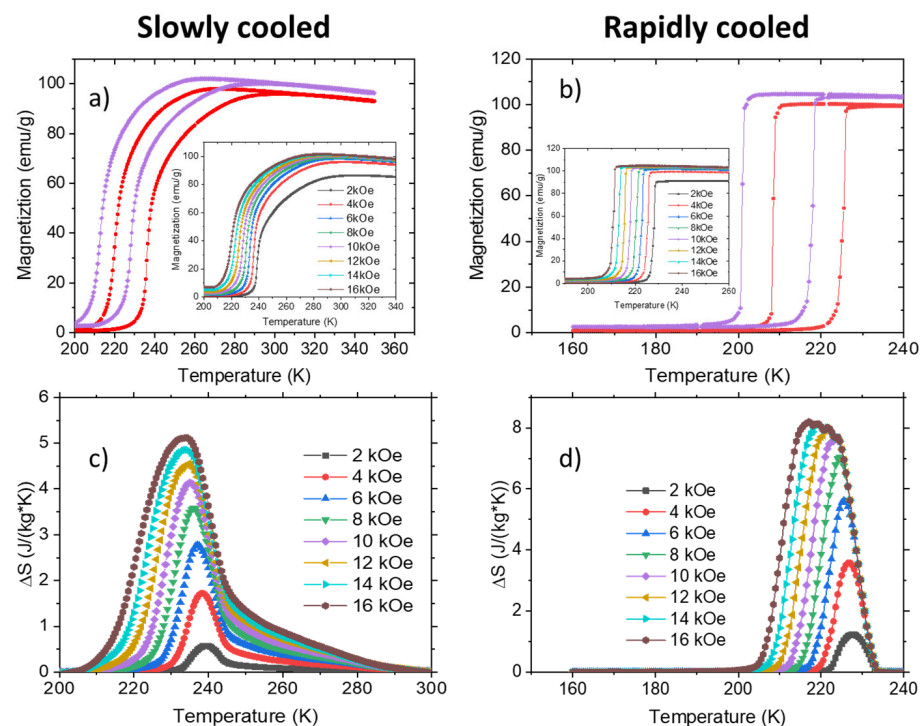 Slowly cooled
Rapidly cooled
a)
Magnetiztion (emu/g)
120
100
80
60
40
20
0
200 220 240 260 280 300 320 340 360
Temperature (K)
Magnetization (emu/g)
100
80
60
40
20
0
200 220 240 260 280 300 320 340
Temperature (K)
2kOe
4kOe
6kOe
8kOe
10kOe
12kOe
14kOe
16kOe
b)
Magnetiztion (emu/g)
120
100
80
60
40
20
0
160 180 200 220 240
Temperature (K)
Magnetization (emu/g)
120
100
80
60
40
20
0
200 220 240 260
Temperature (K)
2kOe
4kOe
6kOe
8kOe
10kOe
12kOe
14kOe
16kOe
c)
ΔS (J/(kg*K))
6
5
4
3
2
1
0
200 220 240 260 280 300
Temperature (K)
2 kOe
4 kOe
6 kOe
8 kOe
10 kOe
12 kOe
14 kOe
16 kOe
d)
ΔS (J/(kg*K))
8
6
4
2
0
160 180 200 220 240
Temperature (K)
2 kOe
4 kOe
6 kOe
8 kOe
10 kOe
12 kOe
14 kOe
16 kOe